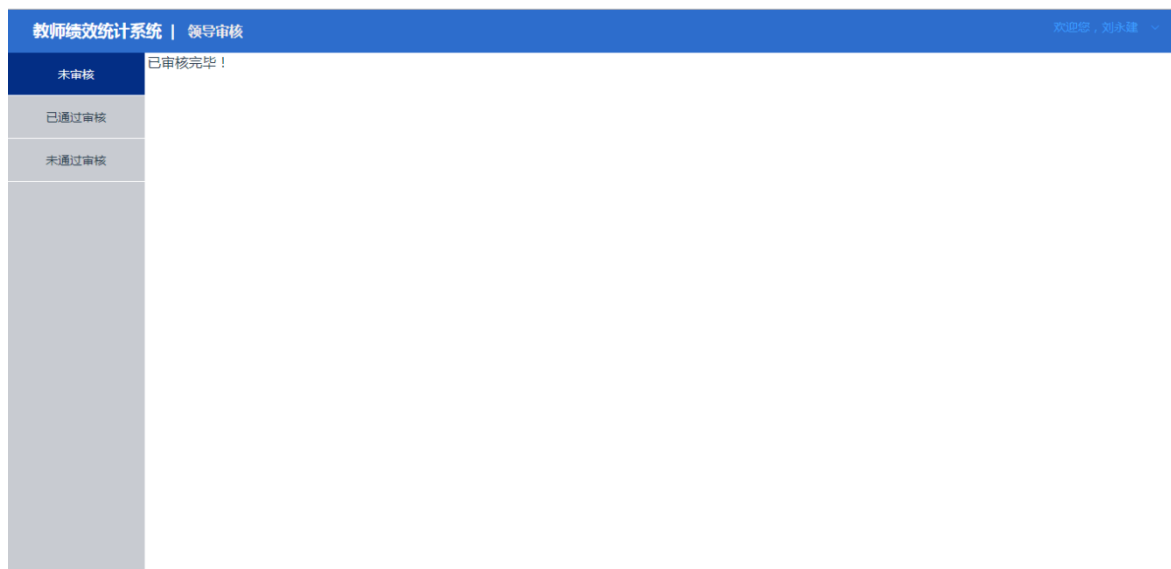 教师绩效统计系统 | 领导审核
欢迎您，刘永建
未审核
已审核完毕！
已通过审核
未通过审核